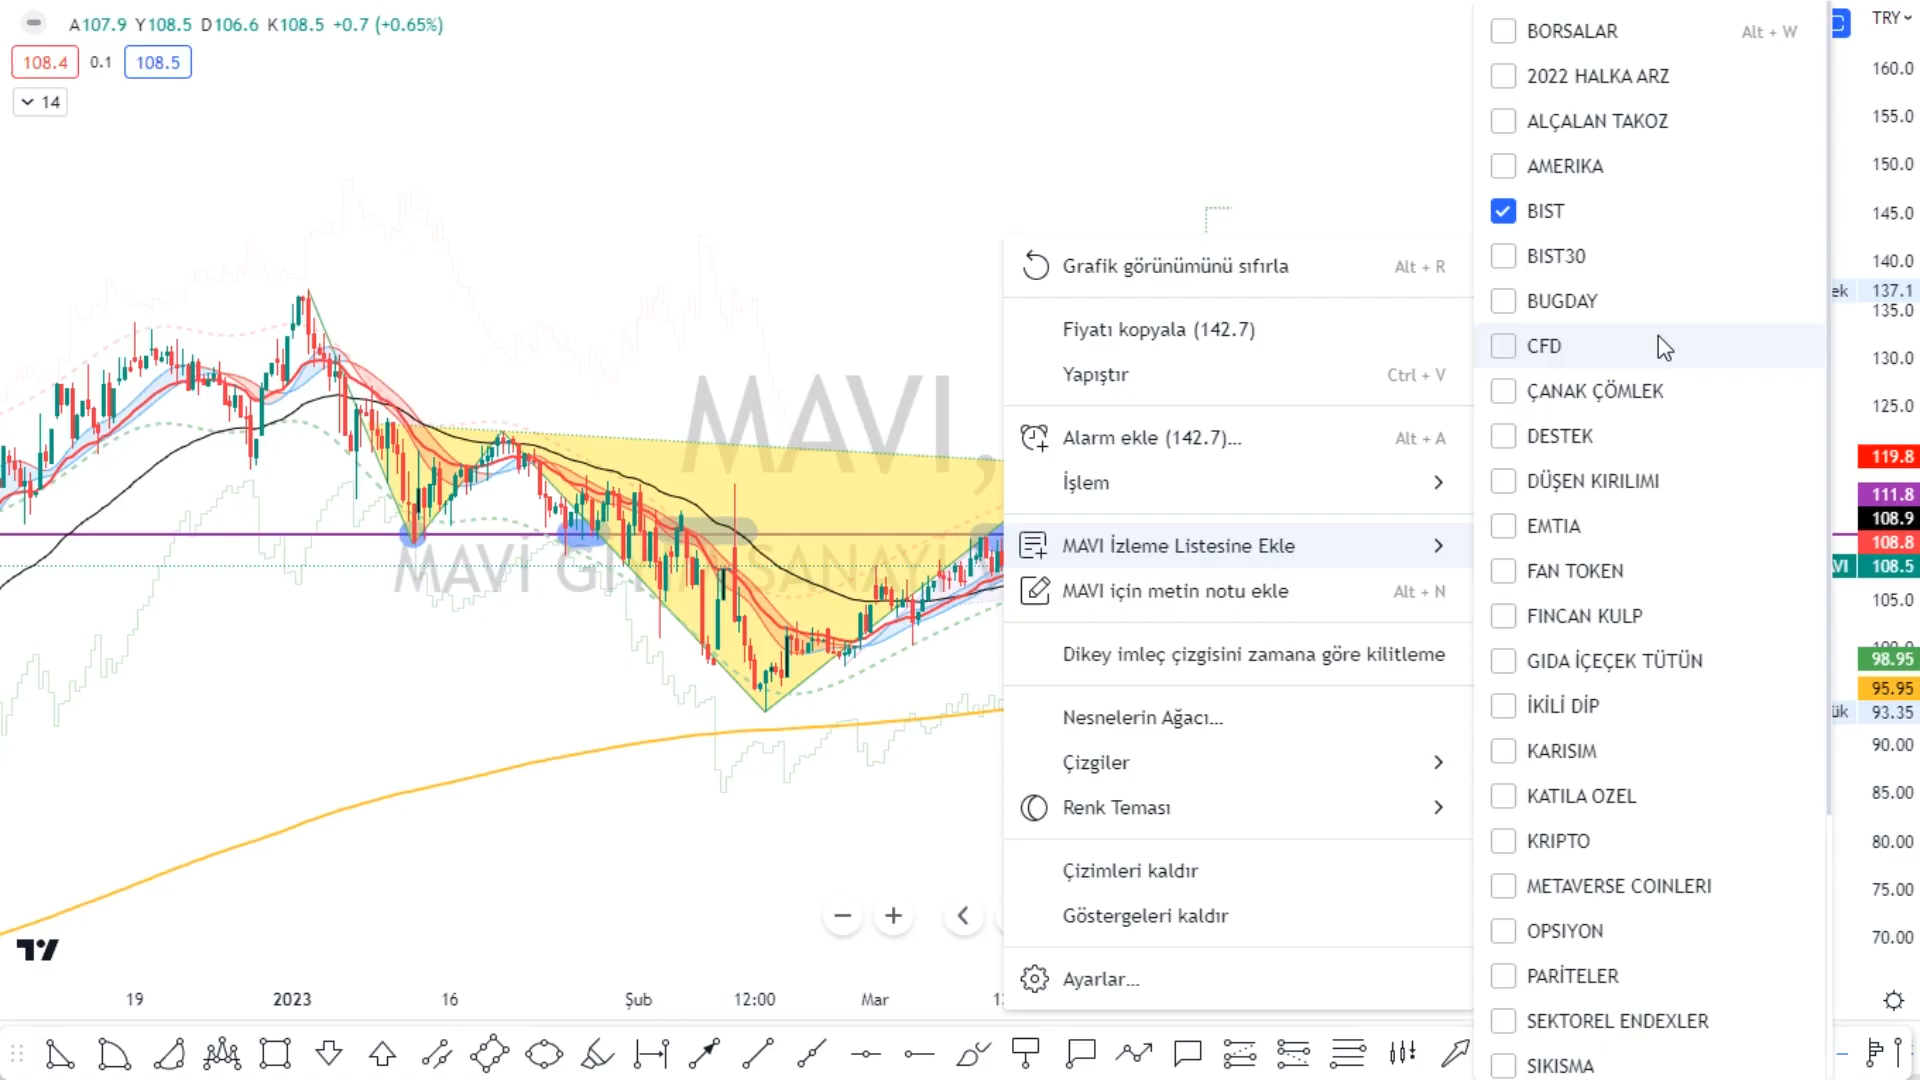 A107.9 Y108.5 D106.6 K108.5 +0.7 (+0.65%)
108.4 0.1 108.5
14
MAVI,
MAVİ Gİ
SANAYİ
Grafik görünümünü sıfırla Alt + R
Fiyatı kopyala (142.7)
Yapıştır Ctrl + V
Alarm ekle (142.7)... Alt + A
İşlem
MAVI İzleme Listesine Ekle
MAVI için metin notu ekle Alt + N
Dikey imleç çizgisini zamana göre kilitleme
Nesnelerin Ağacı...
Çizgiler
Renk Teması
Çizimleri kaldır
Göstergeleri kaldır
Ayarlar...
BORSALAR Alt + W
2022 HALKA ARZ
ALÇALAN TAKOZ
AMERIKA
BIST
BIST30
BUGDAY
CFD
ÇANAK ÇÖMLEK
DESTEK
DÜŞEN KIRILIMI
EMTIA
FAN TOKEN
FINCAN KULP
GIDA İÇEÇEK TÜTÜN
İKİLİ DİP
KARISIM
KATILA OZEL
KRIPTO
METAVERSE COINLERI
OPSIYON
PARİTELER
SEKTOREL ENDEXLER
SIKISMA
TRY
160.0
155.0
150.0
145.0
140.0
ek 137.1
135.0
130.0
125.0
119.8
111.8
108.9
108.8
VI 108.5
105.0
98.95
95.95
ük 93.35
90.00
85.00
80.00
75.00
70.00
19 2023 16 Şub 12:00 Mar